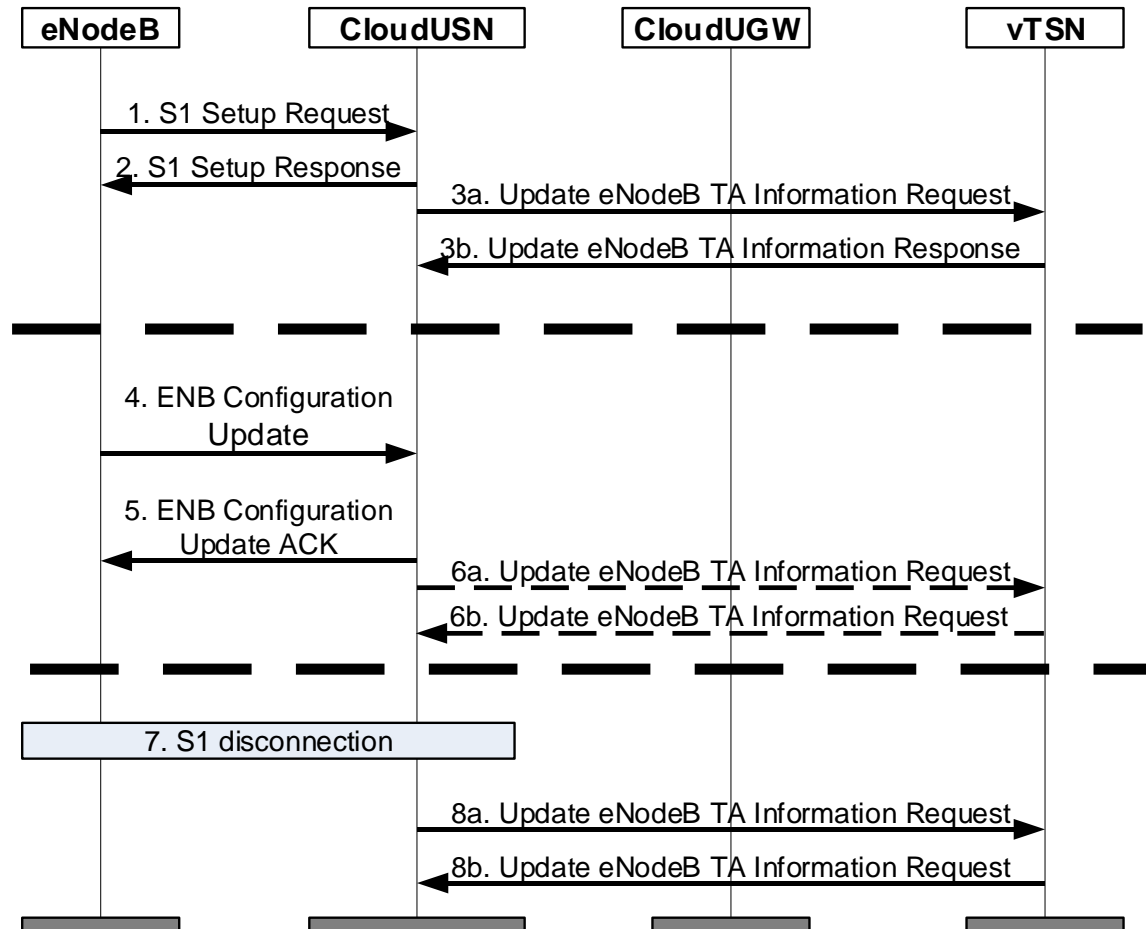 eNodeB
CloudUSN
CloudUGW
vTSN
1. S1 Setup Request
2. S1 Setup Response
3a. Update eNodeB TA Information Request
3b. Update eNodeB TA Information Response
4. ENB Configuration
Update
5. ENB Configuration
Update ACK
6a. Update eNodeB TA Information Request
6b. Update eNodeB TA Information Request
7. S1 disconnection
8a. Update eNodeB TA Information Request
8b. Update eNodeB TA Information Request